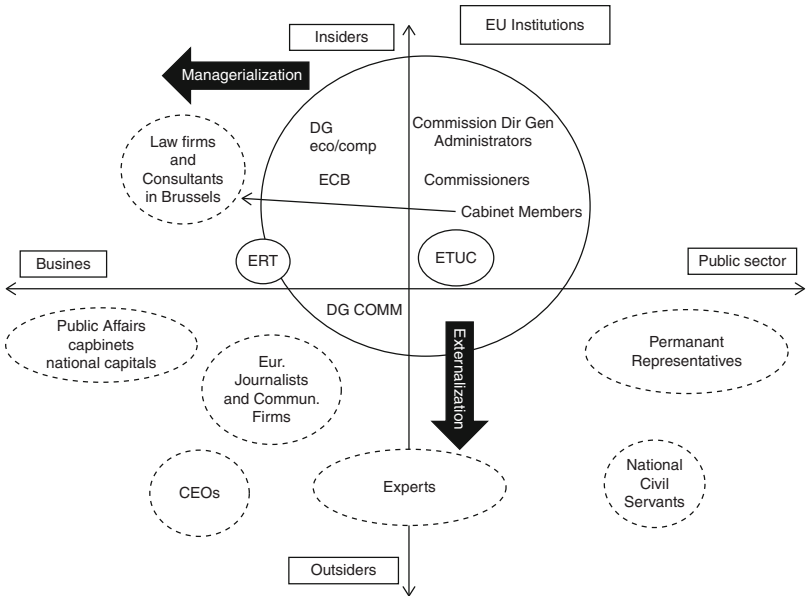 EU Institutions
Insiders
Managerialization
Law firms
and
Consultants
in Brussels
DG
eco/comp
ECB
Commission Dir Gen
Administrators
Commissioners
Cabinet Members
ERT
ETUC
Busines
Public sector
DG COMM
Externalization
Public Affairs
capbinets
national capitals
Eur.
Journalists
and Commun.
Firms
Permanant
Representatives
CEOs
Experts
National
Civil
Servants
Outsiders